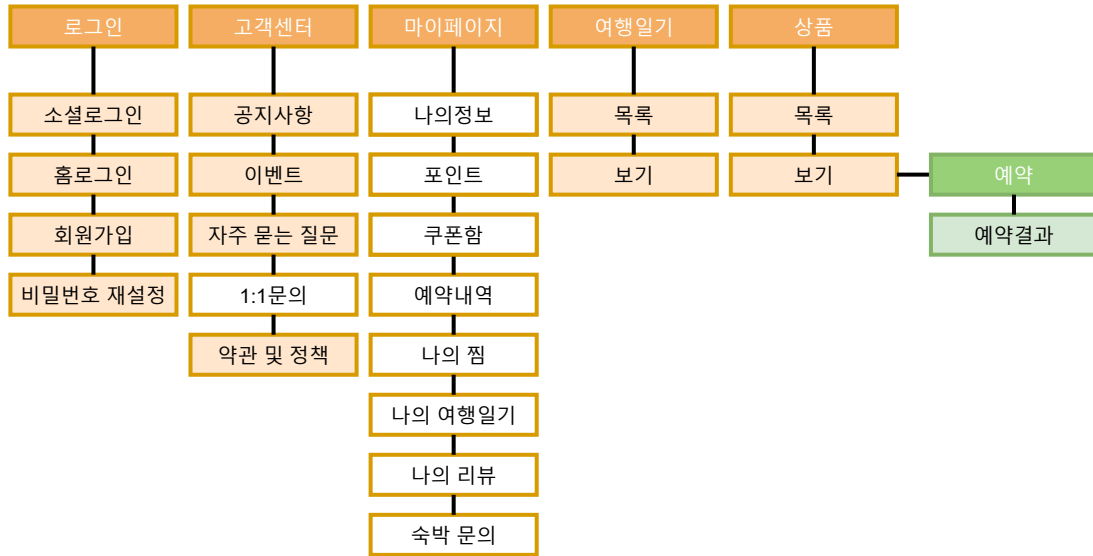 로그인
소셜로그인
홈로그인
회원가입
비밀번호 재설정
고객센터
공지사항
이벤트
자주 묻는 질문
1:1문의
약관 및 정책
마이페이지
나의정보
포인트
쿠폰함
예약내역
나의 찜
나의 여행일기
나의 리뷰
숙박 문의
여행일기
목록
보기
상품
목록
보기
예약
예약결과